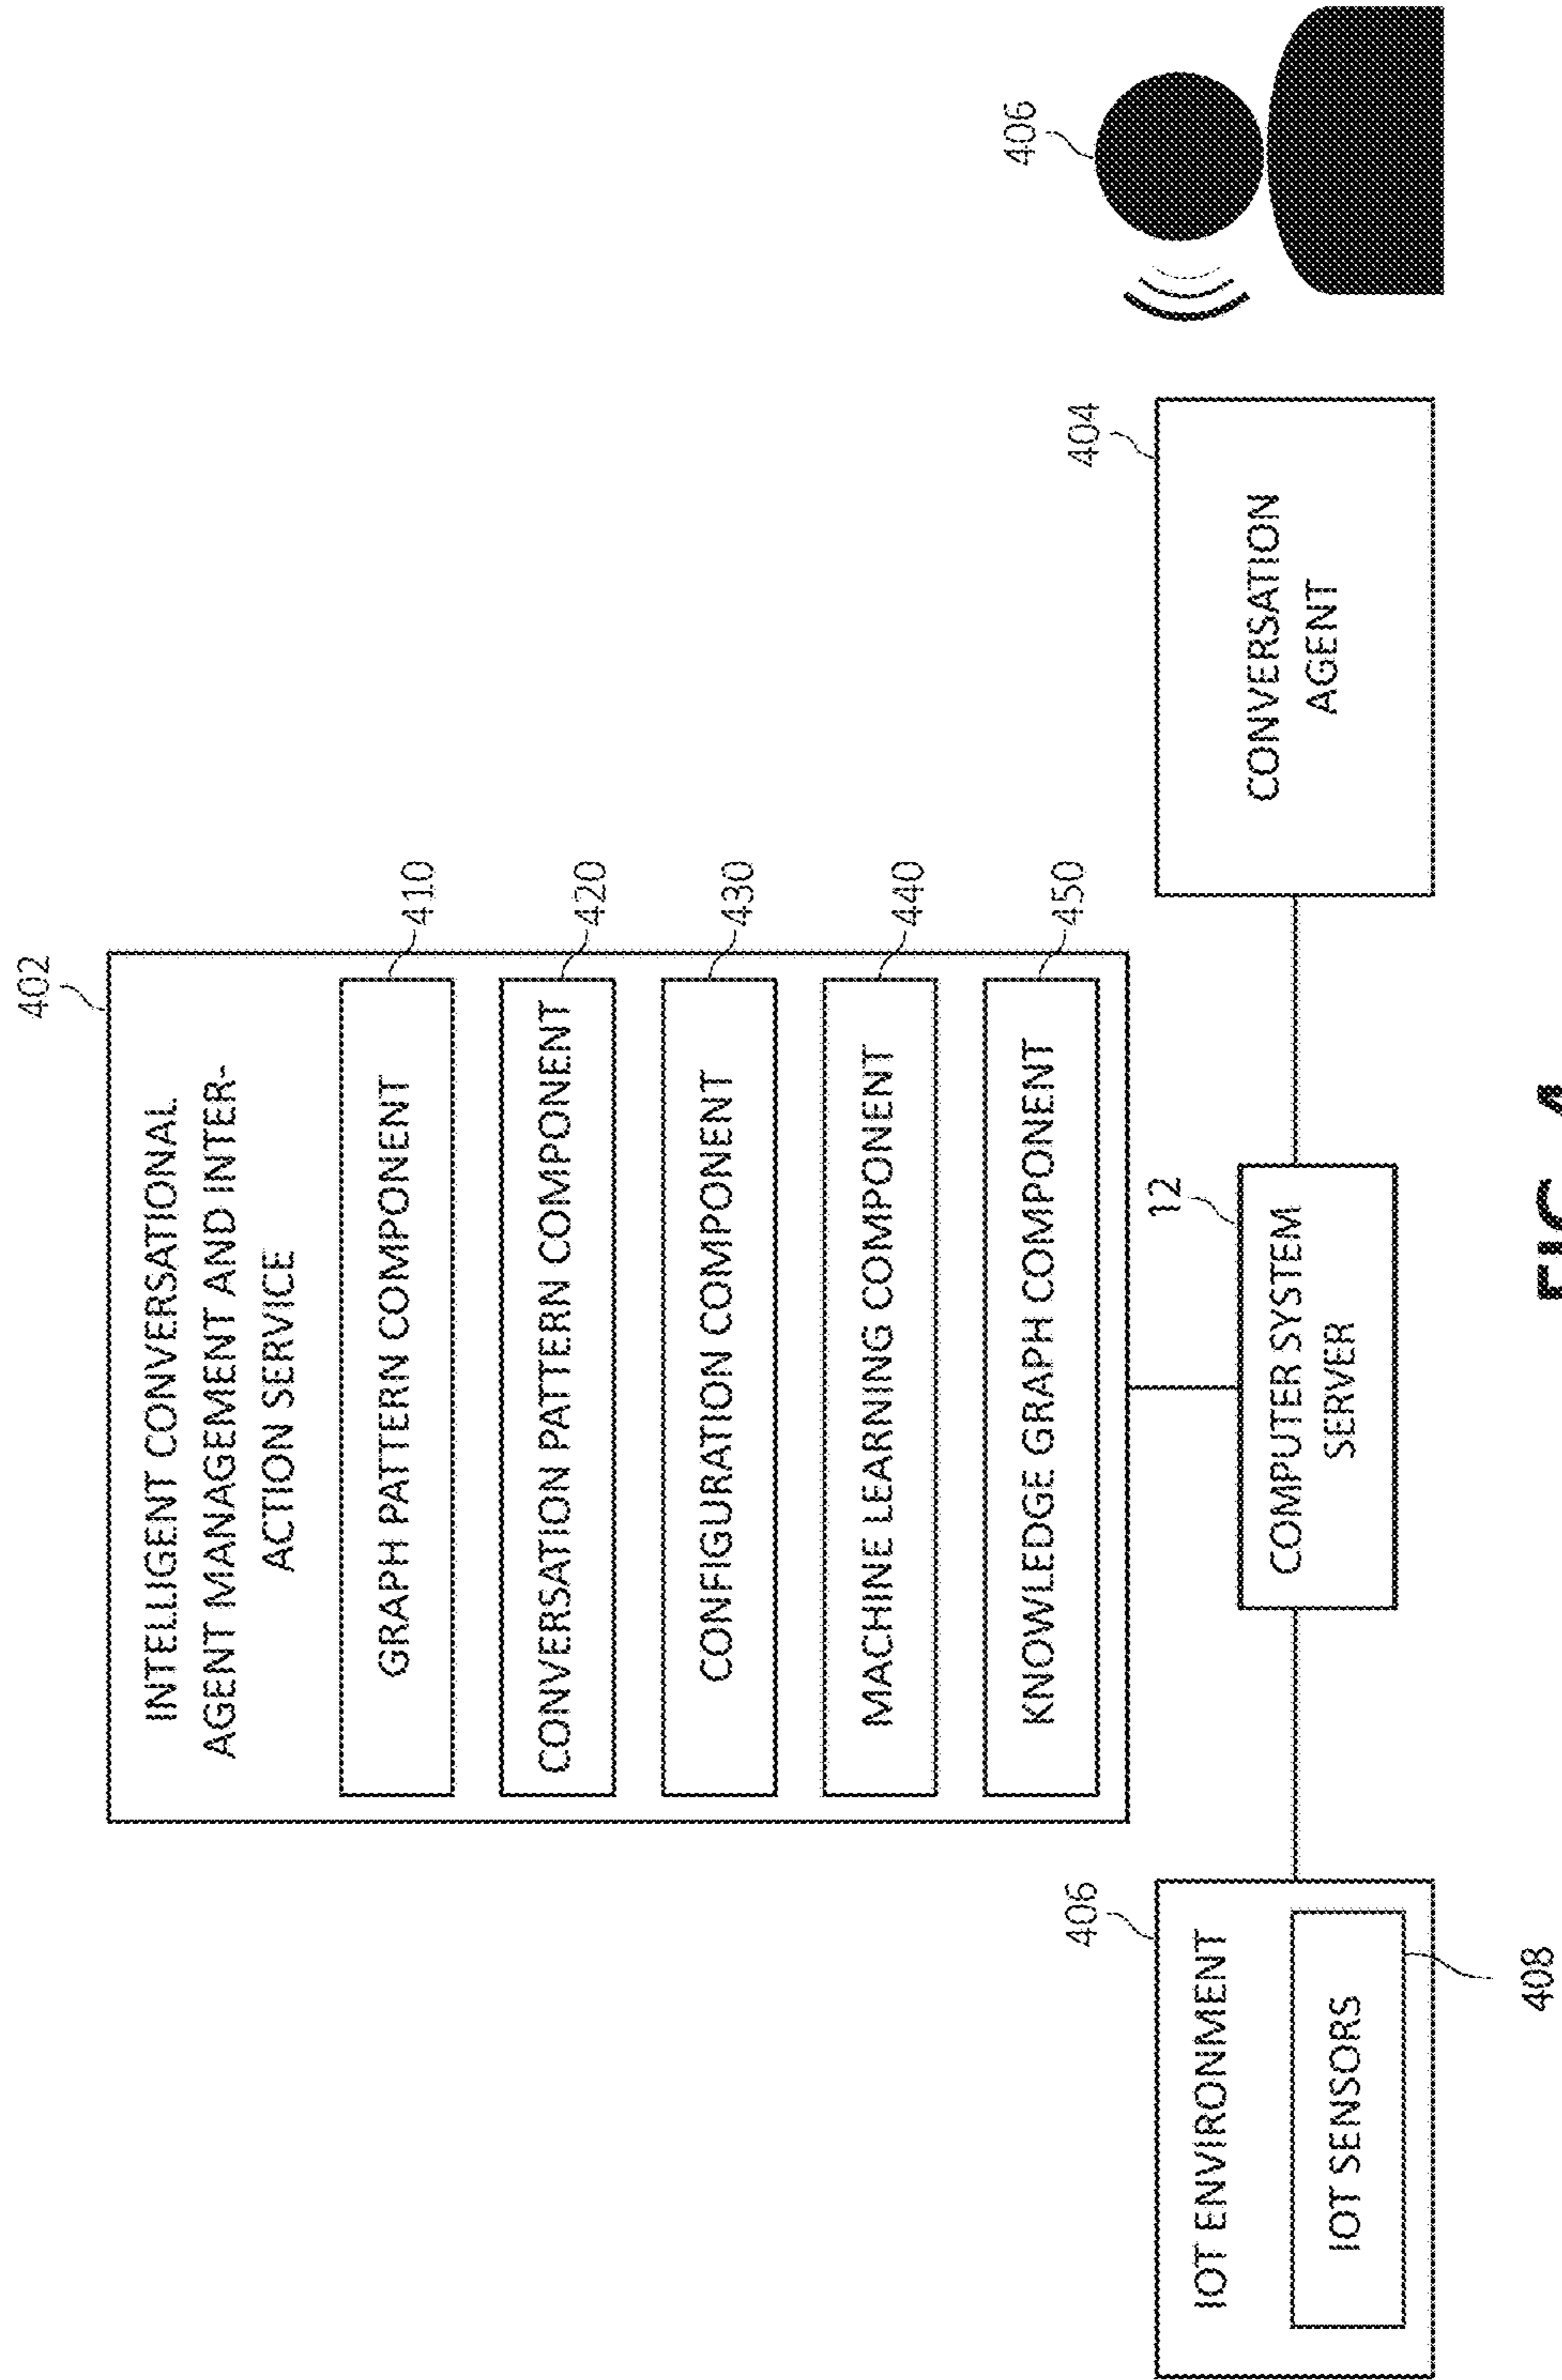 402
INTELLIGENT CONVERSATIONAL
AGENT MANAGEMENT AND INTER-
ACTION SERVICE
GRAPH PATTERN COMPONENT
410
CONVERSATION PATTERN COMPONENT
420
CONFIGURATION COMPONENT
430
MACHINE LEARNING COMPONENT
440
KNOWLEDGE GRAPH COMPONENT
450
406
IOT ENVIRONMENT
IOT SENSORS
408
12
COMPUTER SYSTEM
SERVER
404
CONVERSATION
AGENT
406
FIG. 4